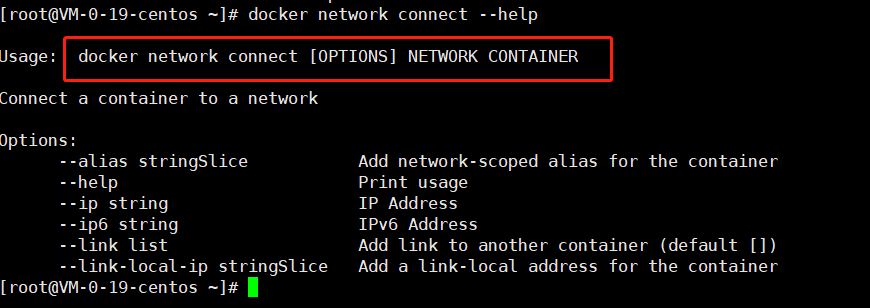 [root@VM-0-19-centos ~]# docker network connect --help
Usage: docker network connect [OPTIONS] NETWORK CONTAINER
Connect a container to a network
Options:
--alias stringSlice Add network-scoped alias for the container
--help Print usage
--ip string IP Address
--ip6 string IPv6 Address
--link list Add link to another container (default [])
--link-local-ip stringSlice Add a link-local address for the container
[root@VM-0-19-centos ~]#